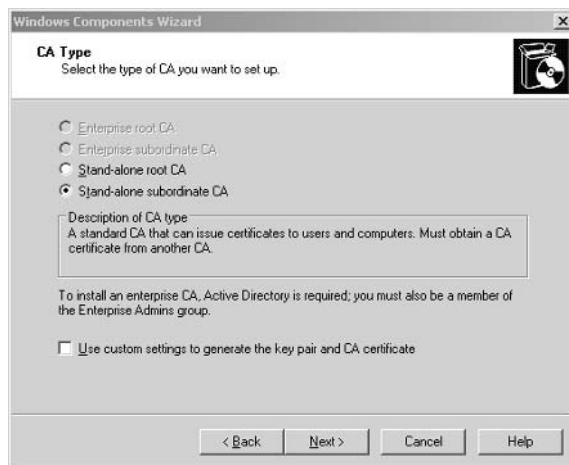 Windows Components Wizard
CA Type
Select the type of CA you want to set up.
Enterprise root CA
Enterprise subordinate CA
Stand-alone root CA
Stand-alone subordinate CA
Description of CA type
A standard CA that can issue certificates to users and computers. Must obtain a CA
certificate from another CA.
To install an enterprise CA, Active Directory is required; you must also be a member of
the Enterprise Admins group.
Use custom settings to generate the key pair and CA certificate
< Back Next > Cancel Help